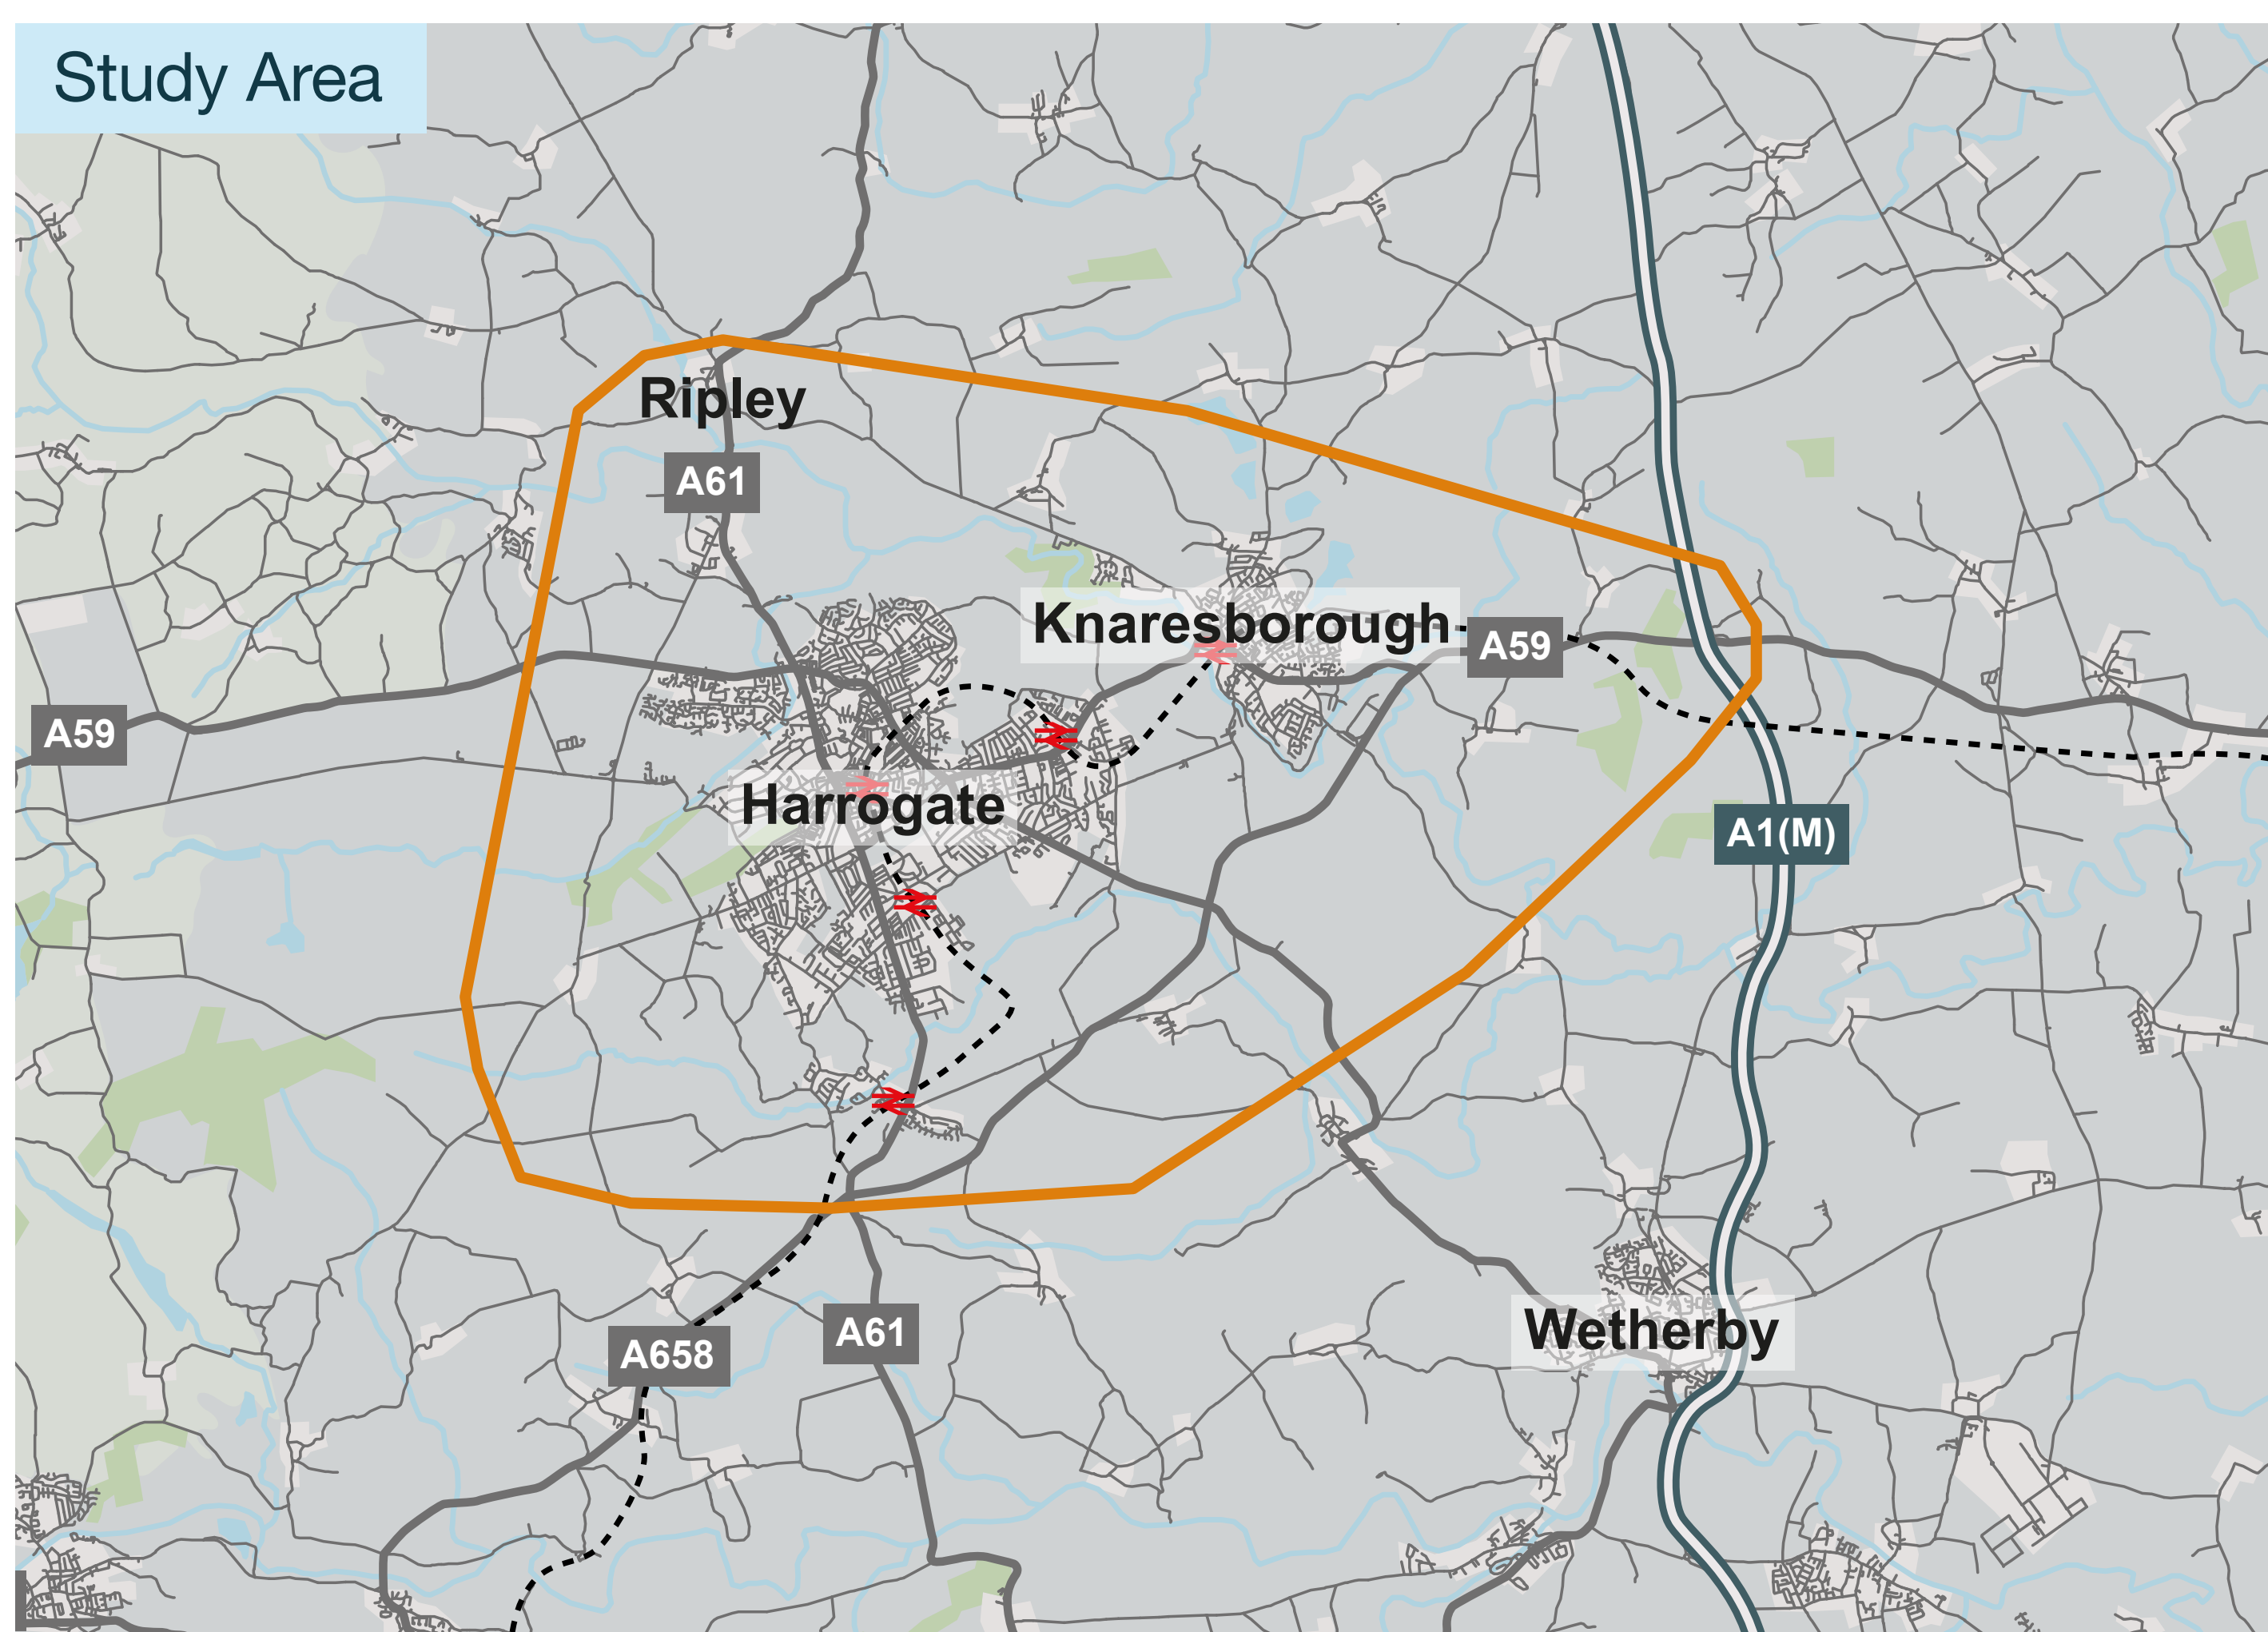 Study Area
Ripley
A61
Knaresborough
A59
A59
Harrogate
A1(M)
A61
A658
Wetherby